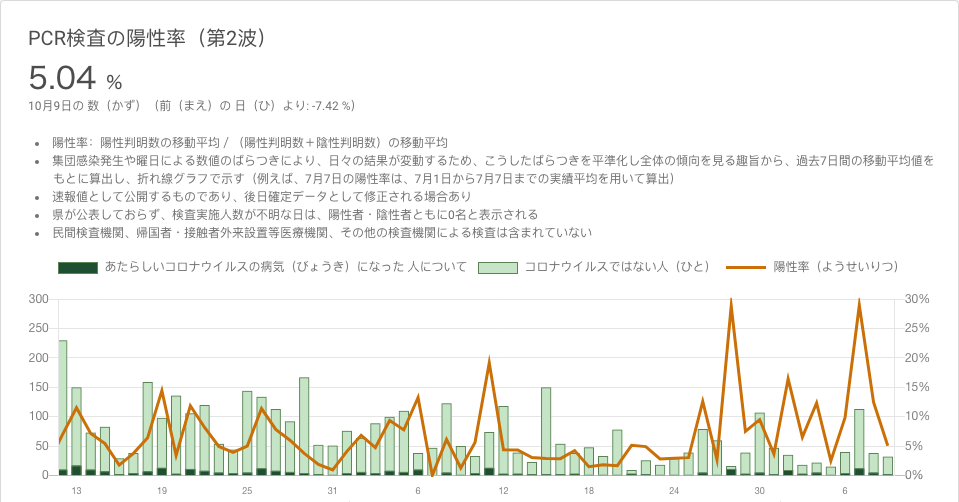 PCR検査の陽性率（第2波）
5.04 %
10月9日の 数（かず）（前（まえ）の 日（ひ）より: -7.42 %）
• 陽性率：陽性判明数の移動平均 / （陽性判明数＋陰性判明数）の移動平均
• 集団感染発生や曜日による数値のばらつきにより、日々の結果が変動するため、こうしたばらつきを平準化し全体の傾向を見る趣旨から、過去7日間の移動平均値を
もとに算出し、折れ線グラフで示す（例えば、7月7日の陽性率は、7月1日から7月7日までの実績平均を用いて算出）
• 速報値として公開するものであり、後日確定データとして修正される場合あり
• 県が公表しておらず、検査実施人数が不明な日は、陽性者・陰性者ともに0名と表示される
• 民間検査機関、帰国者・接触者外来設置等医療機関、その他の検査機関による検査は含まれていない
あたらしいコロナウイルスの病気（びょうき）になった 人について コロナウイルスではない人（ひと） 陽性率（ようせいりつ）
300 30%
250 25%
200 20%
150 15%
100 10%
50 5%
0 0%
13 19 25 31 6 12 18 24 30 6